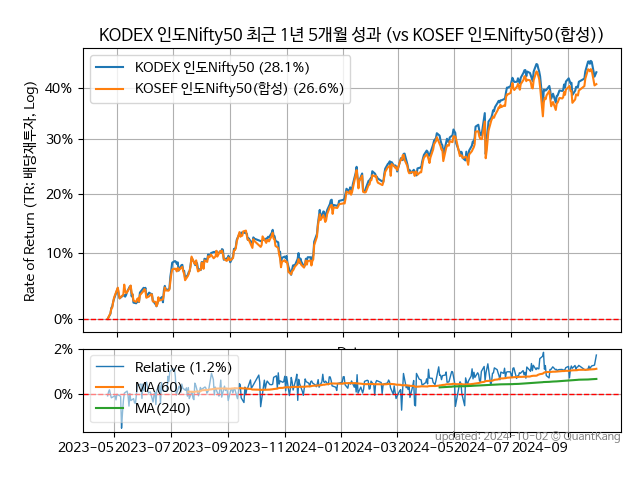 KODEX 인도Nifty50 최근 1년 5개월 성과 (vs KOSEF 인도Nifty50(합성))
KODEX 인도Nifty50 (28.1%)
KOSEF 인도Nifty50(합성) (26.6%)
Rate of Return (TR: 배당재투자, Log)
40%
30%
20%
10%
0%
2%
0%
Relative (1.2%)
MA(60)
MA(240)
2023-05
2023-07
2023-09
2023-11
2024-01
2024-03
2024-05
2024-07
2024-09
updated: 2024-10-02 © QuantKang